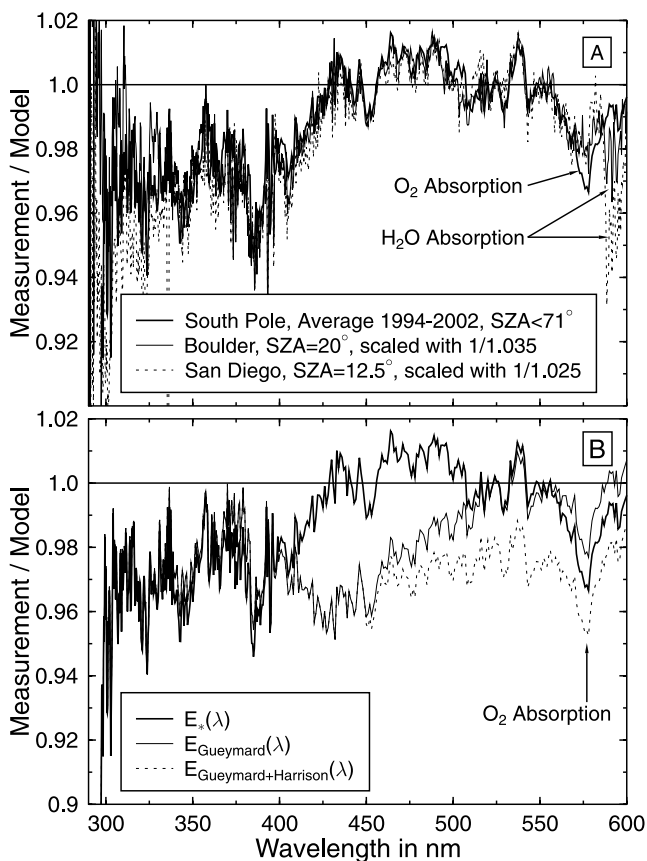 1.02
A
1.0
0.98
0.96
0.94
0.92
Measurement / Model
O₂ Absorption
H₂O Absorption
South Pole, Average 1994-2002, SZA<71°
Boulder, SZA=20°, scaled with 1/1.035
San Diego, SZA=12.5°, scaled with 1/1.025
1.02
B
1.0
0.98
0.96
0.94
0.92
0.9
Measurement / Model
O₂ Absorption
E*(λ)
EGueymard(λ)
EGueymard+Harrison(λ)
300 350 400 450 500 550 600
Wavelength in nm